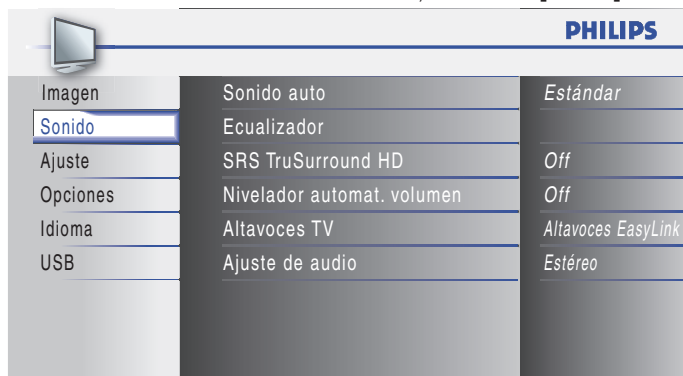 PHILIPS
Imagen Sonido auto Estándar
Sonido Ecualizador
Ajuste SRS TruSurround HD Off
Opciones Nivelador automat. volumen Off
Idioma Altavoces TV Altavoces EasyLink
USB Ajuste de audio Estéreo